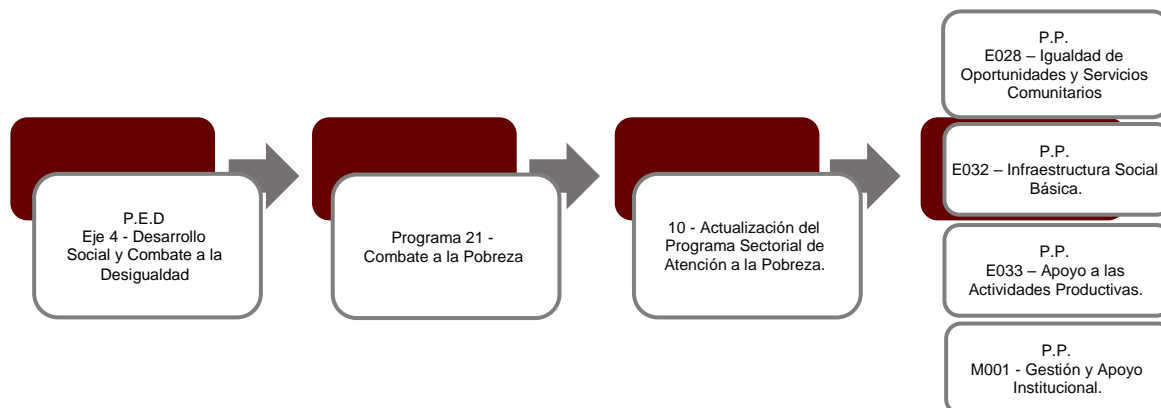 P.E.D
Eje 4 - Desarrollo
Social y Combate a la
Desigualdad
Programa 21 -
Combate a la Pobreza
10 - Actualización del
Programa Sectorial de
Atención a la Pobreza.
P.P.
E028 – Igualdad de
Oportunidades y Servicios
Comunitarios
P.P.
E032 – Infraestructura Social
Básica.
P.P.
E033 – Apoyo a las
Actividades Productivas.
P.P.
M001 - Gestión y Apoyo
Institucional.